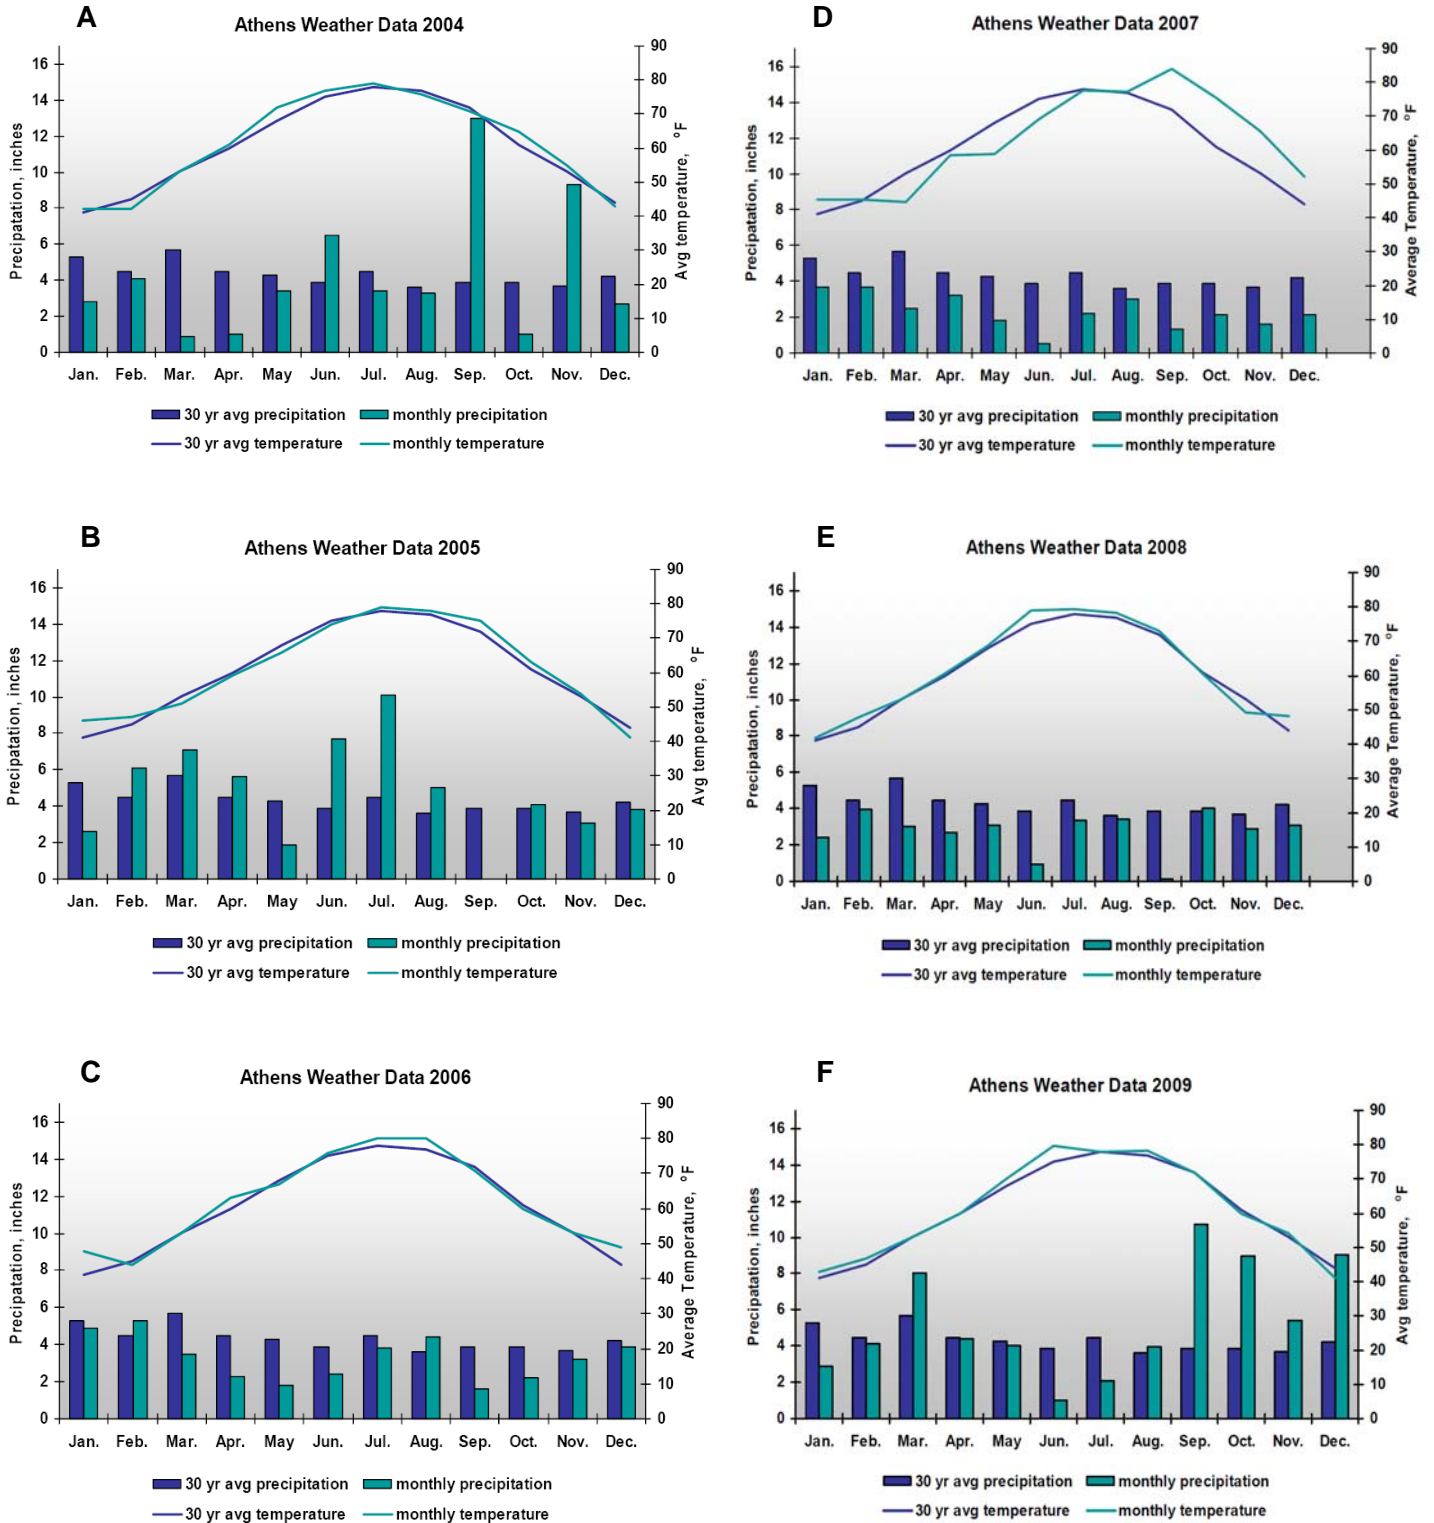 A
Athens Weather Data 2004
Precipatation, inches
16
14
12
10
8
6
4
2
0
90
80
70
60
50
40
30
20
10
0
Avg temperature, °F
Jan. Feb. Mar. Apr. May Jun. Jul. Aug. Sep. Oct. Nov. Dec.
30 yr avg precipitation monthly precipitation
30 yr avg temperature monthly temperature
B
Athens Weather Data 2005
Precipatation, inches
16
14
12
10
8
6
4
2
0
90
80
70
60
50
40
30
20
10
0
Avg temperature, °F
Jan. Feb. Mar. Apr. May Jun. Jul. Aug. Sep. Oct. Nov. Dec.
30 yr avg precipitation monthly precipitation
30 yr avg temperature monthly temperature
C
Athens Weather Data 2006
Precipatation, inches
16
14
12
10
8
6
4
2
0
90
80
70
60
50
40
30
20
10
0
Average Temperature, °F
Jan. Feb. Mar. Apr. May Jun. Jul. Aug. Sep. Oct. Nov. Dec.
30 yr avg precipitation monthly precipitation
30 yr avg temperature monthly temperature
D
Athens Weather Data 2007
Precipatation, inches
16
14
12
10
8
6
4
2
0
90
80
70
60
50
40
30
20
10
0
Average Temperature, °F
Jan. Feb. Mar. Apr. May Jun. Jul. Aug. Sep. Oct. Nov. Dec.
30 yr avg precipitation monthly precipitation
30 yr avg temperature monthly temperature
E
Athens Weather Data 2008
Precipatation, inches
16
14
12
10
8
6
4
2
0
90
80
70
60
50
40
30
20
10
0
Average Temperature, °F
Jan. Feb. Mar. Apr. May Jun. Jul. Aug. Sep. Oct. Nov. Dec.
30 yr avg precipitation monthly precipitation
30 yr avg temperature monthly temperature
F
Athens Weather Data 2009
Precipatation, inches
16
14
12
10
8
6
4
2
0
90
80
70
60
50
40
30
20
10
0
Avg temperature, °F
Jan. Feb. Mar. Apr. May Jun. Jul. Aug. Sep. Oct. Nov. Dec.
30 yr avg precipitation monthly precipitation
30 yr avg temperature monthly temperature